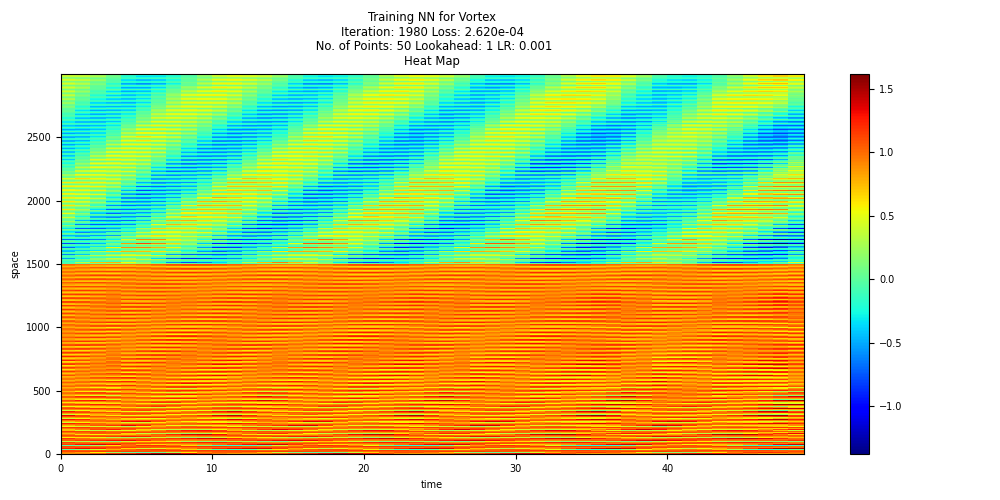 Training NN for Vortex
Iteration: 1980 Loss: 2.620e-04
No. of Points: 50 Lookahead: 1 LR: 0.001
Heat Map
2500
2000
1500
1000
500
0
space
0 10 20 30 40
time
1.5
1.0
0.5
0.0
−0.5
−1.0